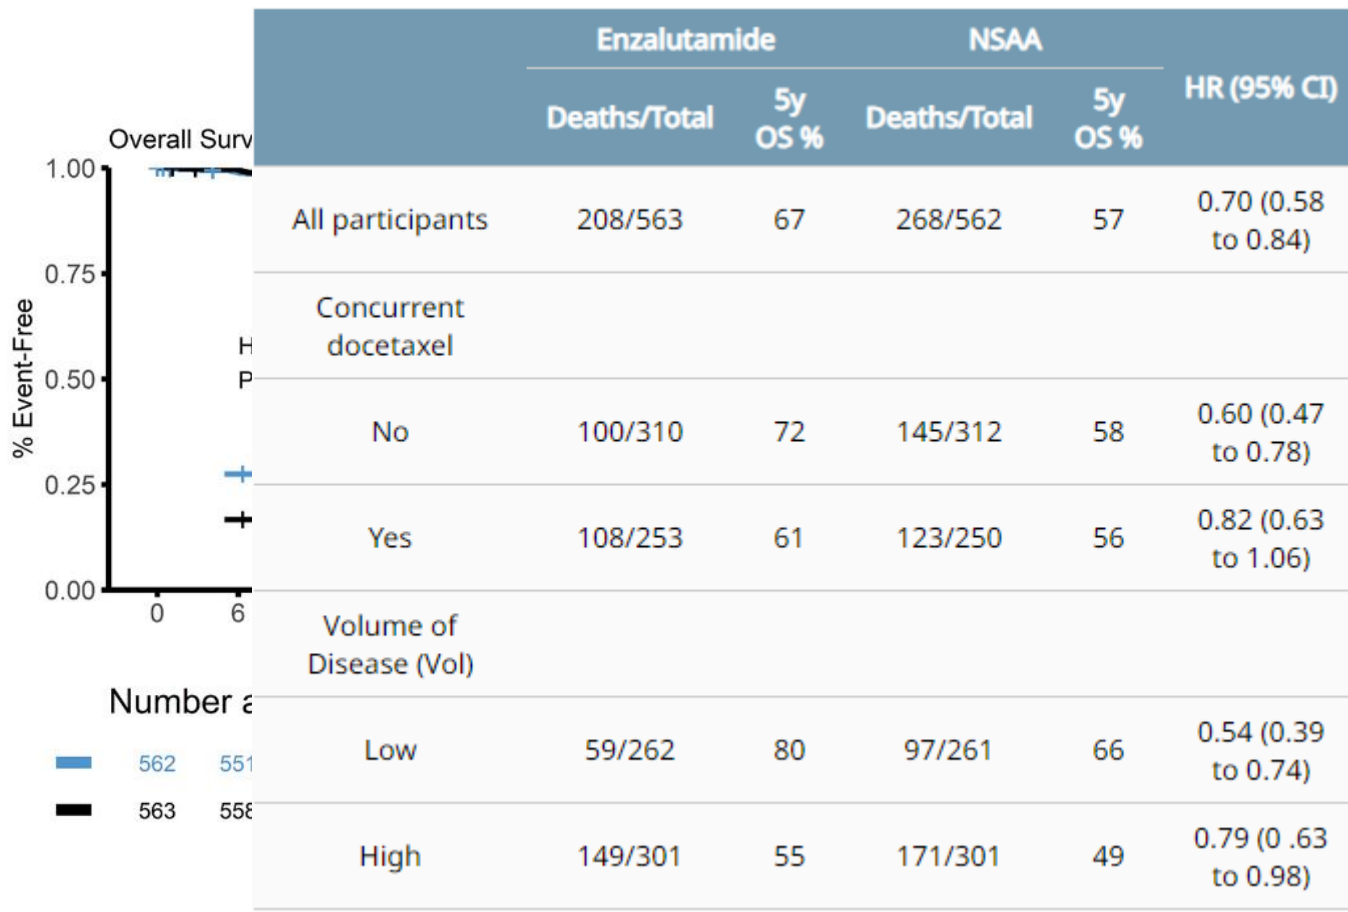 Overall Surv
1.00
0.75
0.50
0.25
0.00
% Event-Free
H
P
0 6
Number a
562 551
563 558
Enzalutamide NSAA HR (95% CI)
Deaths/Total 5y OS % Deaths/Total 5y OS %
All participants 208/563 67 268/562 57 0.70 (0.58
to 0.84)
Concurrent
docetaxel
No 100/310 72 145/312 58 0.60 (0.47
to 0.78)
Yes 108/253 61 123/250 56 0.82 (0.63
to 1.06)
Volume of
Disease (Vol)
Low 59/262 80 97/261 66 0.54 (0.39
to 0.74)
High 149/301 55 171/301 49 0.79 (0 .63
to 0.98)